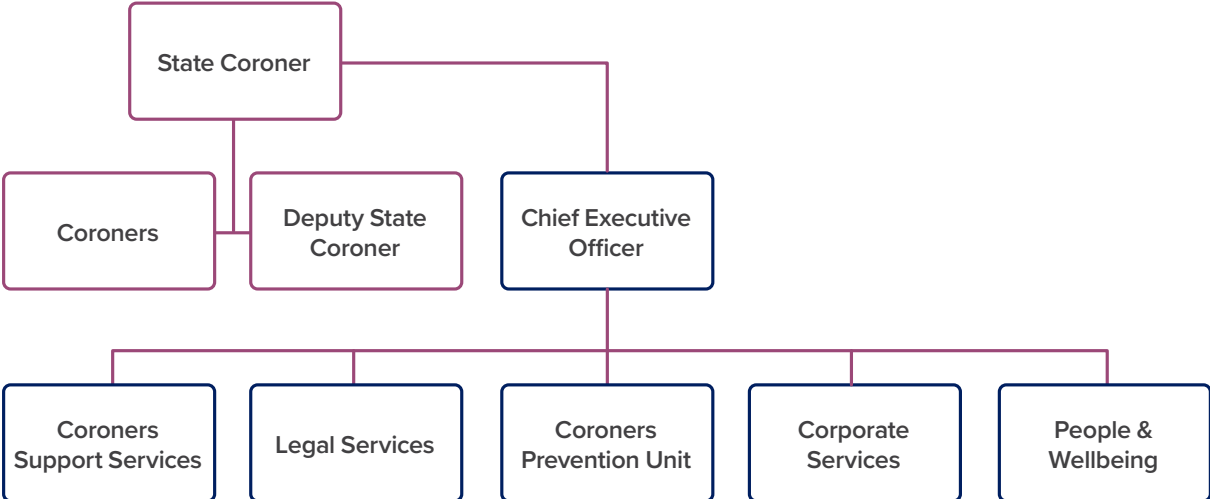 State Coroner
Coroners
Deputy State
Coroner
Chief Executive
Officer
Coroners
Support Services
Legal Services
Coroners
Prevention Unit
Corporate
Services
People &
Wellbeing